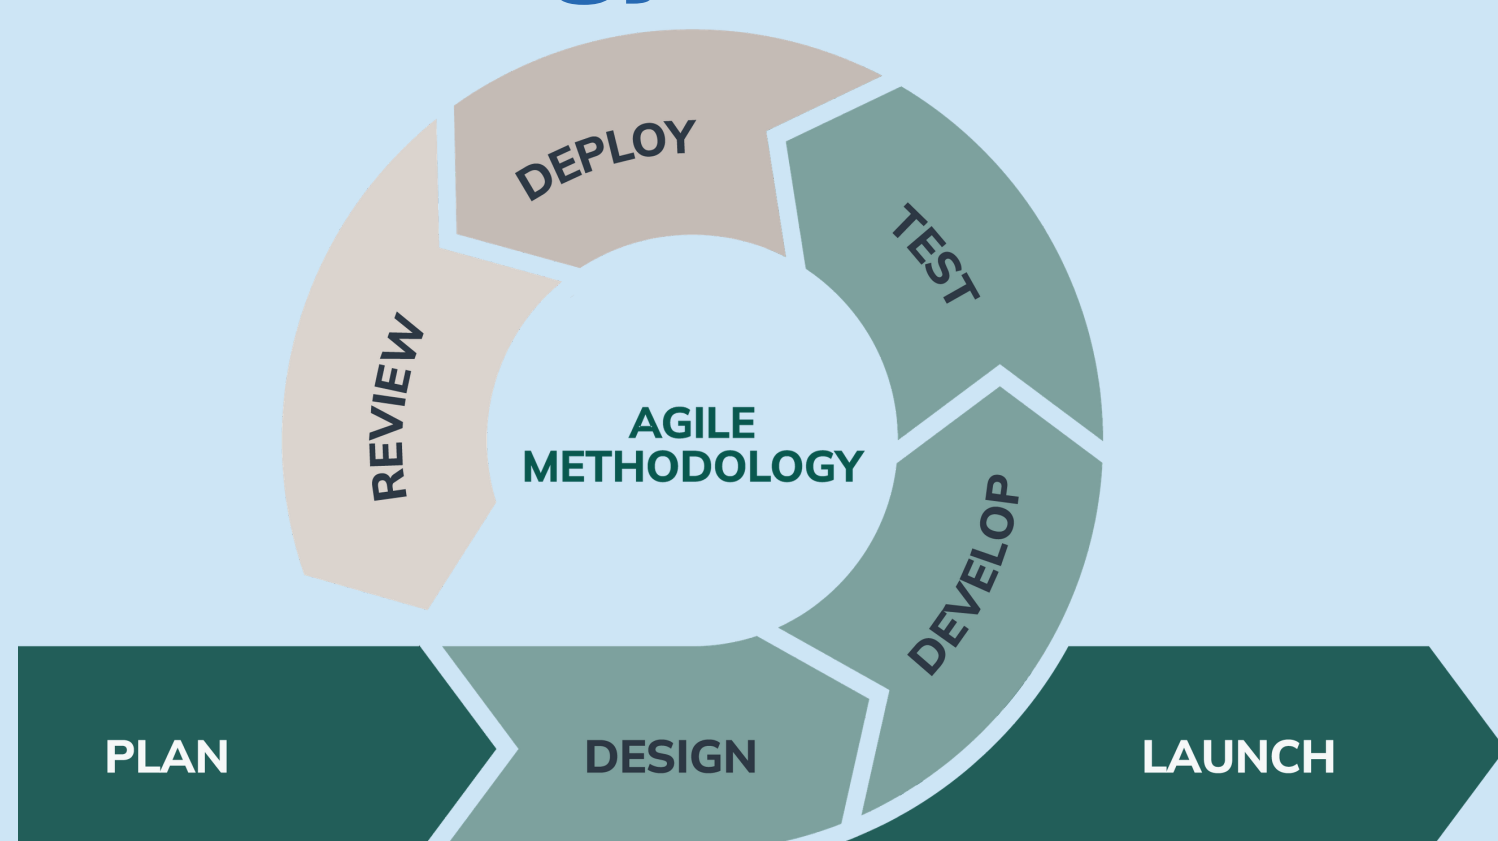 DEPLOY
TEST
REVIEW
AGILE
METHODOLOGY
DEVELOP
PLAN
DESIGN
LAUNCH